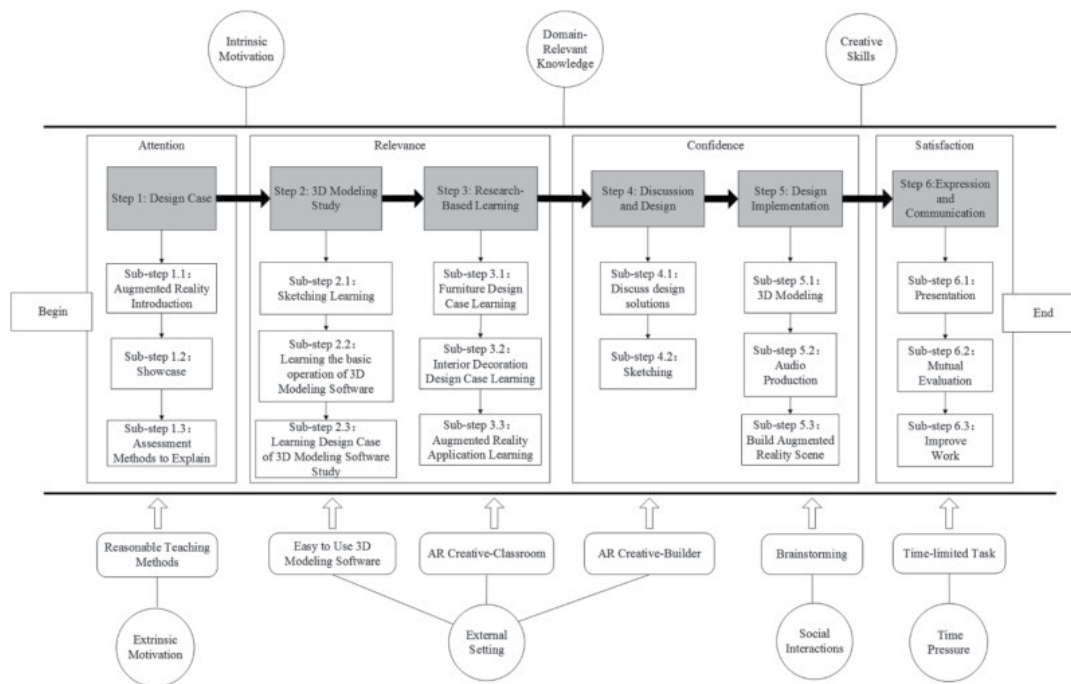 Intrinsic
Motivation
Domain-
Relevant
Knowledge
Creative
Skills
Attention
Relevance
Confidence
Satisfaction
Step 1: Design Case
Step 2: 3D Modeling
Study
Step 3: Research-
Based Learning
Step 4: Discussion
and Design
Step 5: Design
Implementation
Step 6:Expression
and
Communication
Begin
Sub-step 1.1:
Augmented Reality
Introduction
Sub-step 1.2:
Showcase
Sub-step 1.3:
Assessment
Methods to Explain
Sub-step 2.1:
Sketching Learning
Sub-step 2.2:
Learning the basic
operation of 3D
Modeling Software
Sub-step 2.3:
Learning Design Case
of 3D Modeling Software
Study
Sub-step 3.1:
Furniture Design
Case Learning
Sub-step 3.2:
Interior Decoration
Design Case Learning
Sub-step 3.3:
Augmented Reality
Application Learning
Sub-step 4.1:
Discuss design
solutions
Sub-step 4.2:
Sketching
Sub-step 5.1:
3D Modeling
Sub-step 5.2:
Audio
Production
Sub-step 5.3:
Build Augmented
Reality Scene
Sub-step 6.1:
Presentation
Sub-step 6.2:
Mutual
Evaluation
Sub-step 6.3:
Improve
Work
End
Reasonable Teaching
Methods
Easy to Use 3D
Modeling Software
AR Creative-Classroom
AR Creative-Builder
Brainstorming
Time-limited Task
Extrinsic
Motivation
External
Setting
Social
Interactions
Time
Pressure